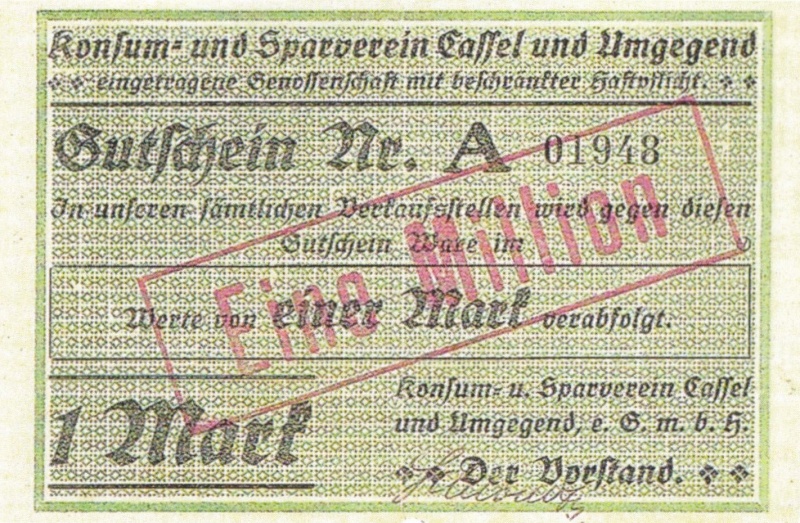 Konsum- und Sparverein Cassel und Umgegend
eingetragene Genossenschaft mit beschränkter Haftpflicht.
Gutschein Nr. A 01948
In unseren sämtlichen Verkaufsstellen wird gegen diesen
Gutschein Ware im
Werte von einer Mark verabfolgt.
Eine Million
1 Mark
Konsum- u. Sparverein Cassel
und Umgegend, e. G. m. b. H.
Der Vorstand.